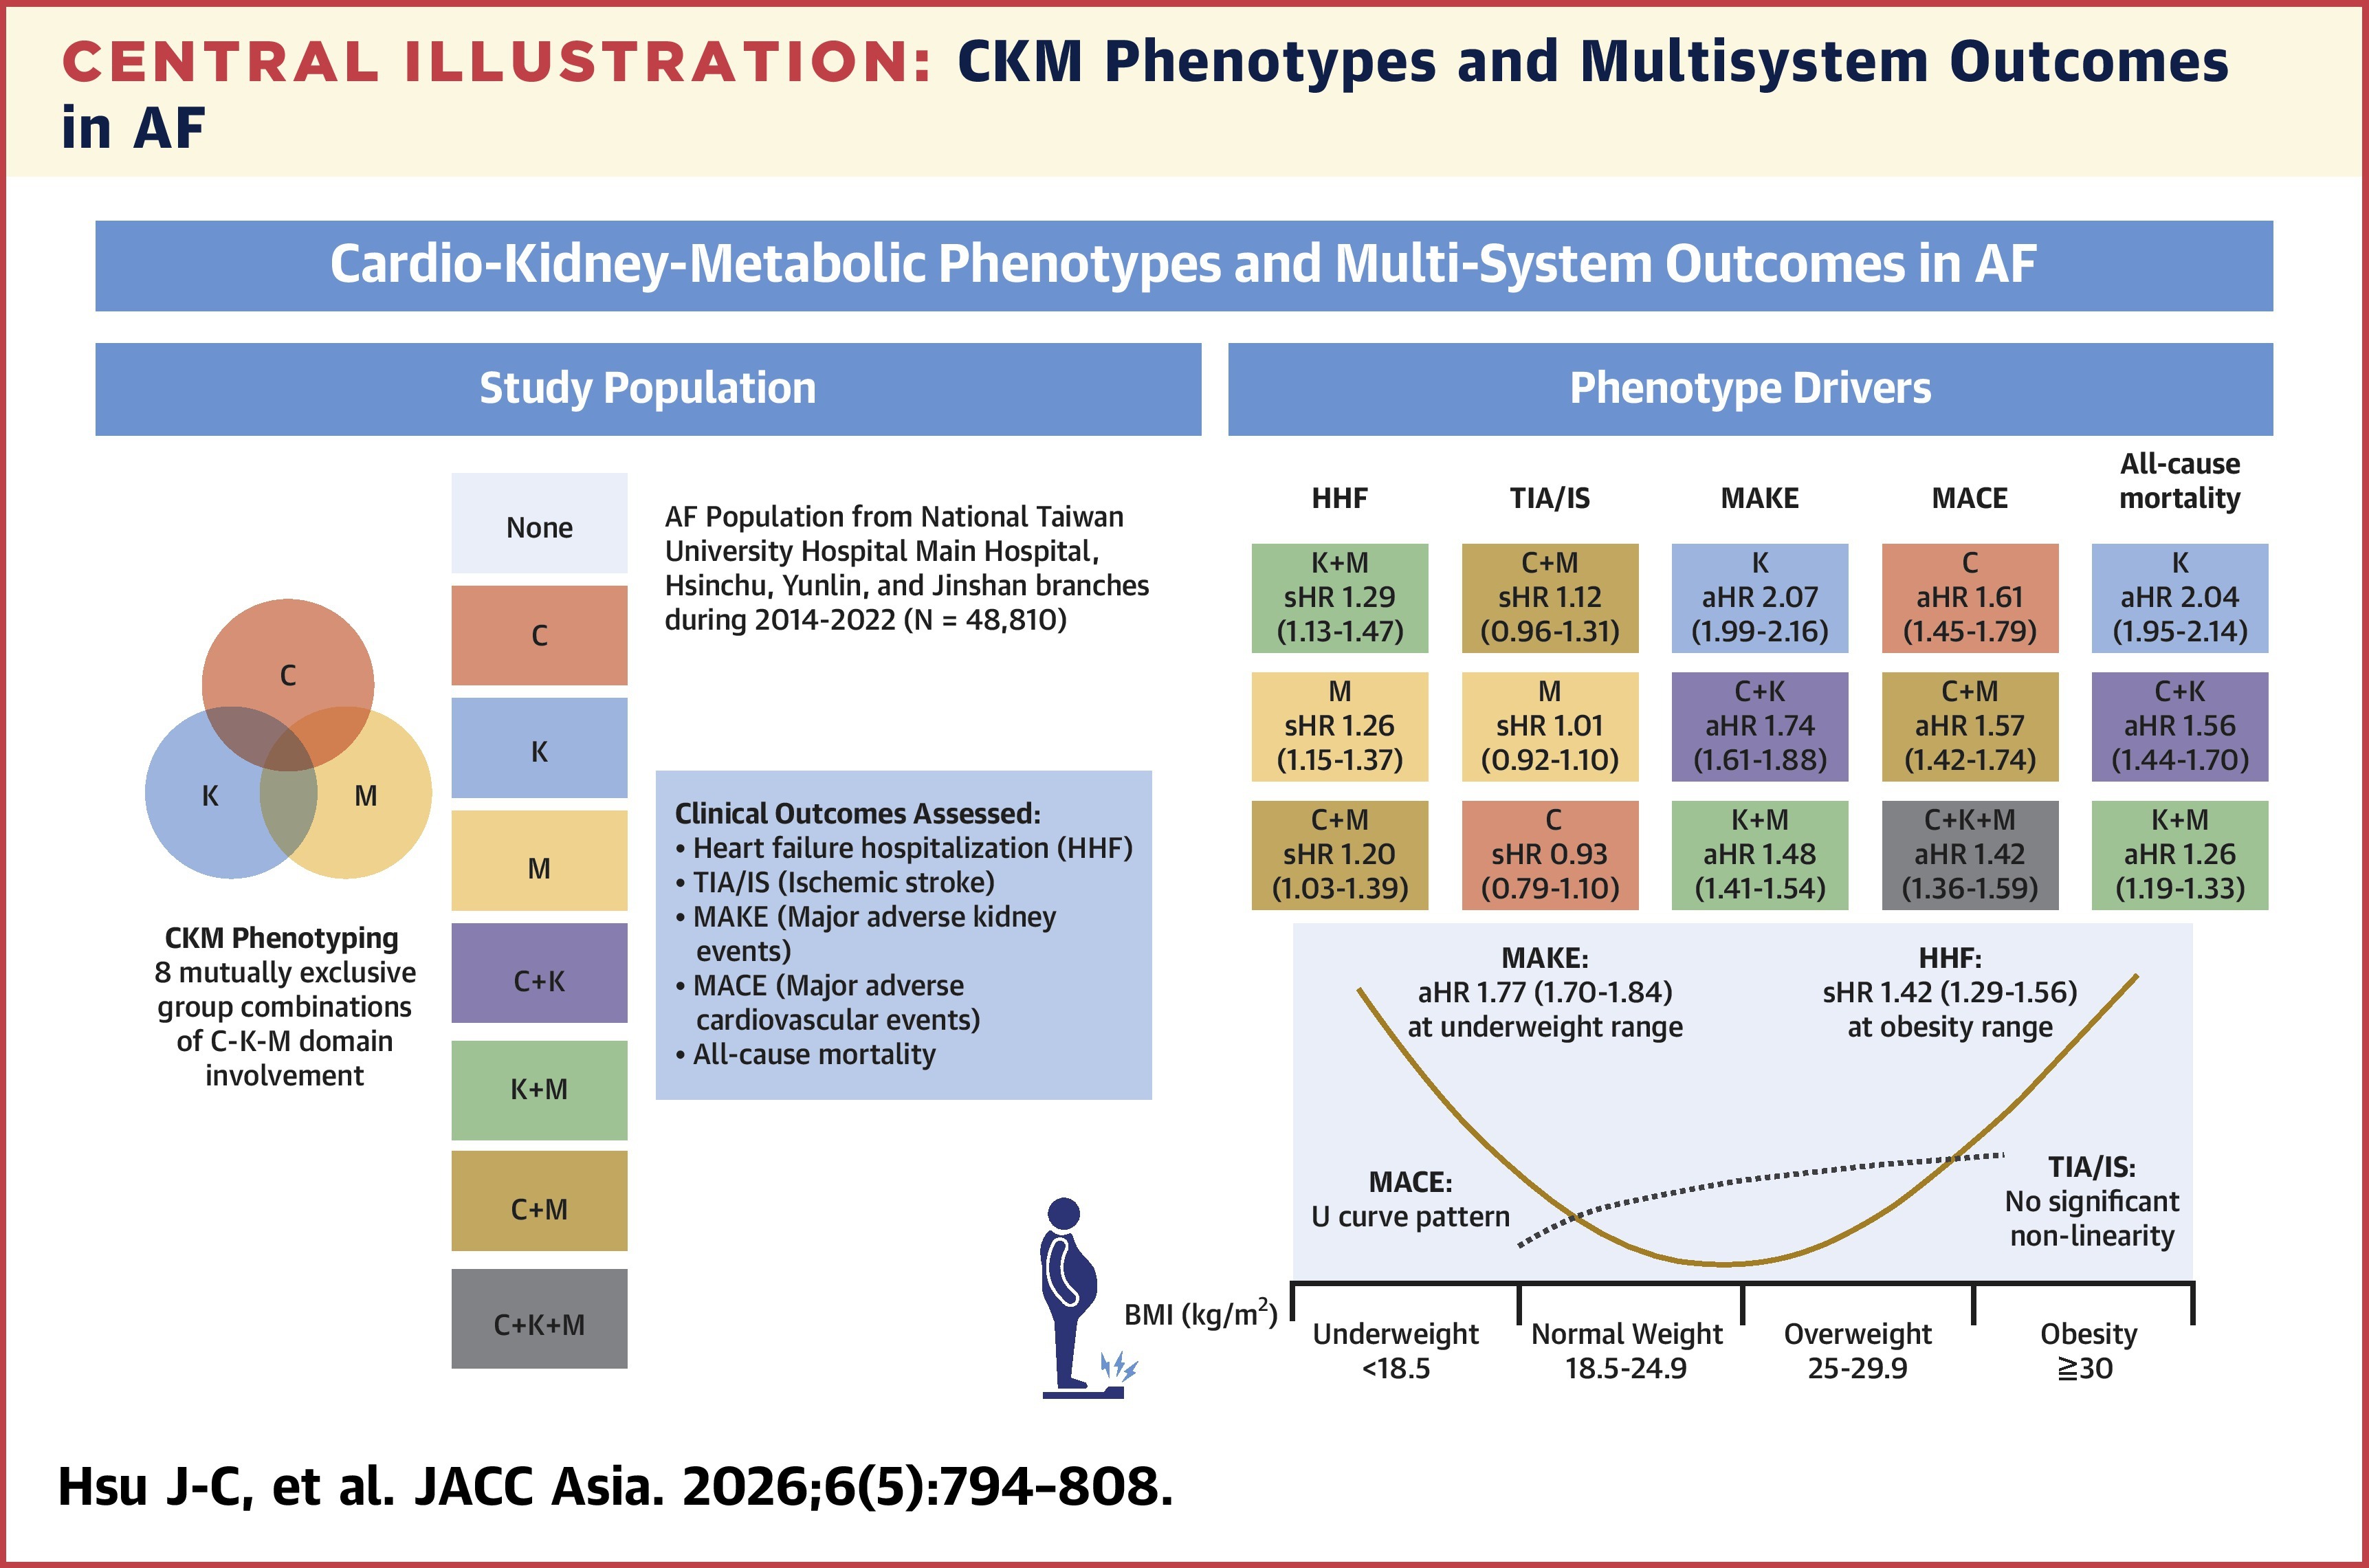 CENTRAL ILLUSTRATION: CKM Phenotypes and Multisystem Outcomes
in AF
Cardio-Kidney-Metabolic Phenotypes and Multi-System Outcomes in AF
Study Population
C
K
M
CKM Phenotyping
8 mutually exclusive
group combinations
of C-K-M domain
involvement
None
C
K
M
C+K
K+M
C+M
C+K+M
AF Population from National Taiwan
University Hospital Main Hospital,
Hsinchu, Yunlin, and Jinshan branches
during 2014-2022 (N = 48,810)
Clinical Outcomes Assessed:
• Heart failure hospitalization (HHF)
• TIA/IS (Ischemic stroke)
• MAKE (Major adverse kidney
events)
• MACE (Major adverse
cardiovascular events)
• All-cause mortality
Phenotype Drivers
HHF
K+M
sHR 1.29
(1.13-1.47)
M
sHR 1.26
(1.15-1.37)
C+M
sHR 1.20
(1.03-1.39)
TIA/IS
C+M
sHR 1.12
(0.96-1.31)
M
sHR 1.01
(0.92-1.10)
C
sHR 0.93
(0.79-1.10)
MAKE
K
aHR 2.07
(1.99-2.16)
C+K
aHR 1.74
(1.61-1.88)
K+M
aHR 1.48
(1.41-1.54)
MACE
C
aHR 1.61
(1.45-1.79)
C+M
aHR 1.57
(1.42-1.74)
C+K+M
aHR 1.42
(1.36-1.59)
All-cause
mortality
K
aHR 2.04
(1.95-2.14)
C+K
aHR 1.56
(1.44-1.70)
K+M
aHR 1.26
(1.19-1.33)
MAKE:
aHR 1.77 (1.70-1.84)
at underweight range
HHF:
sHR 1.42 (1.29-1.56)
at obesity range
MACE:
U curve pattern
TIA/IS:
No significant
non-linearity
BMI (kg/m²)
Underweight
<18.5
Normal Weight
18.5-24.9
Overweight
25-29.9
Obesity
≧30
Hsu J-C, et al. JACC Asia. 2026;6(5):794–808.